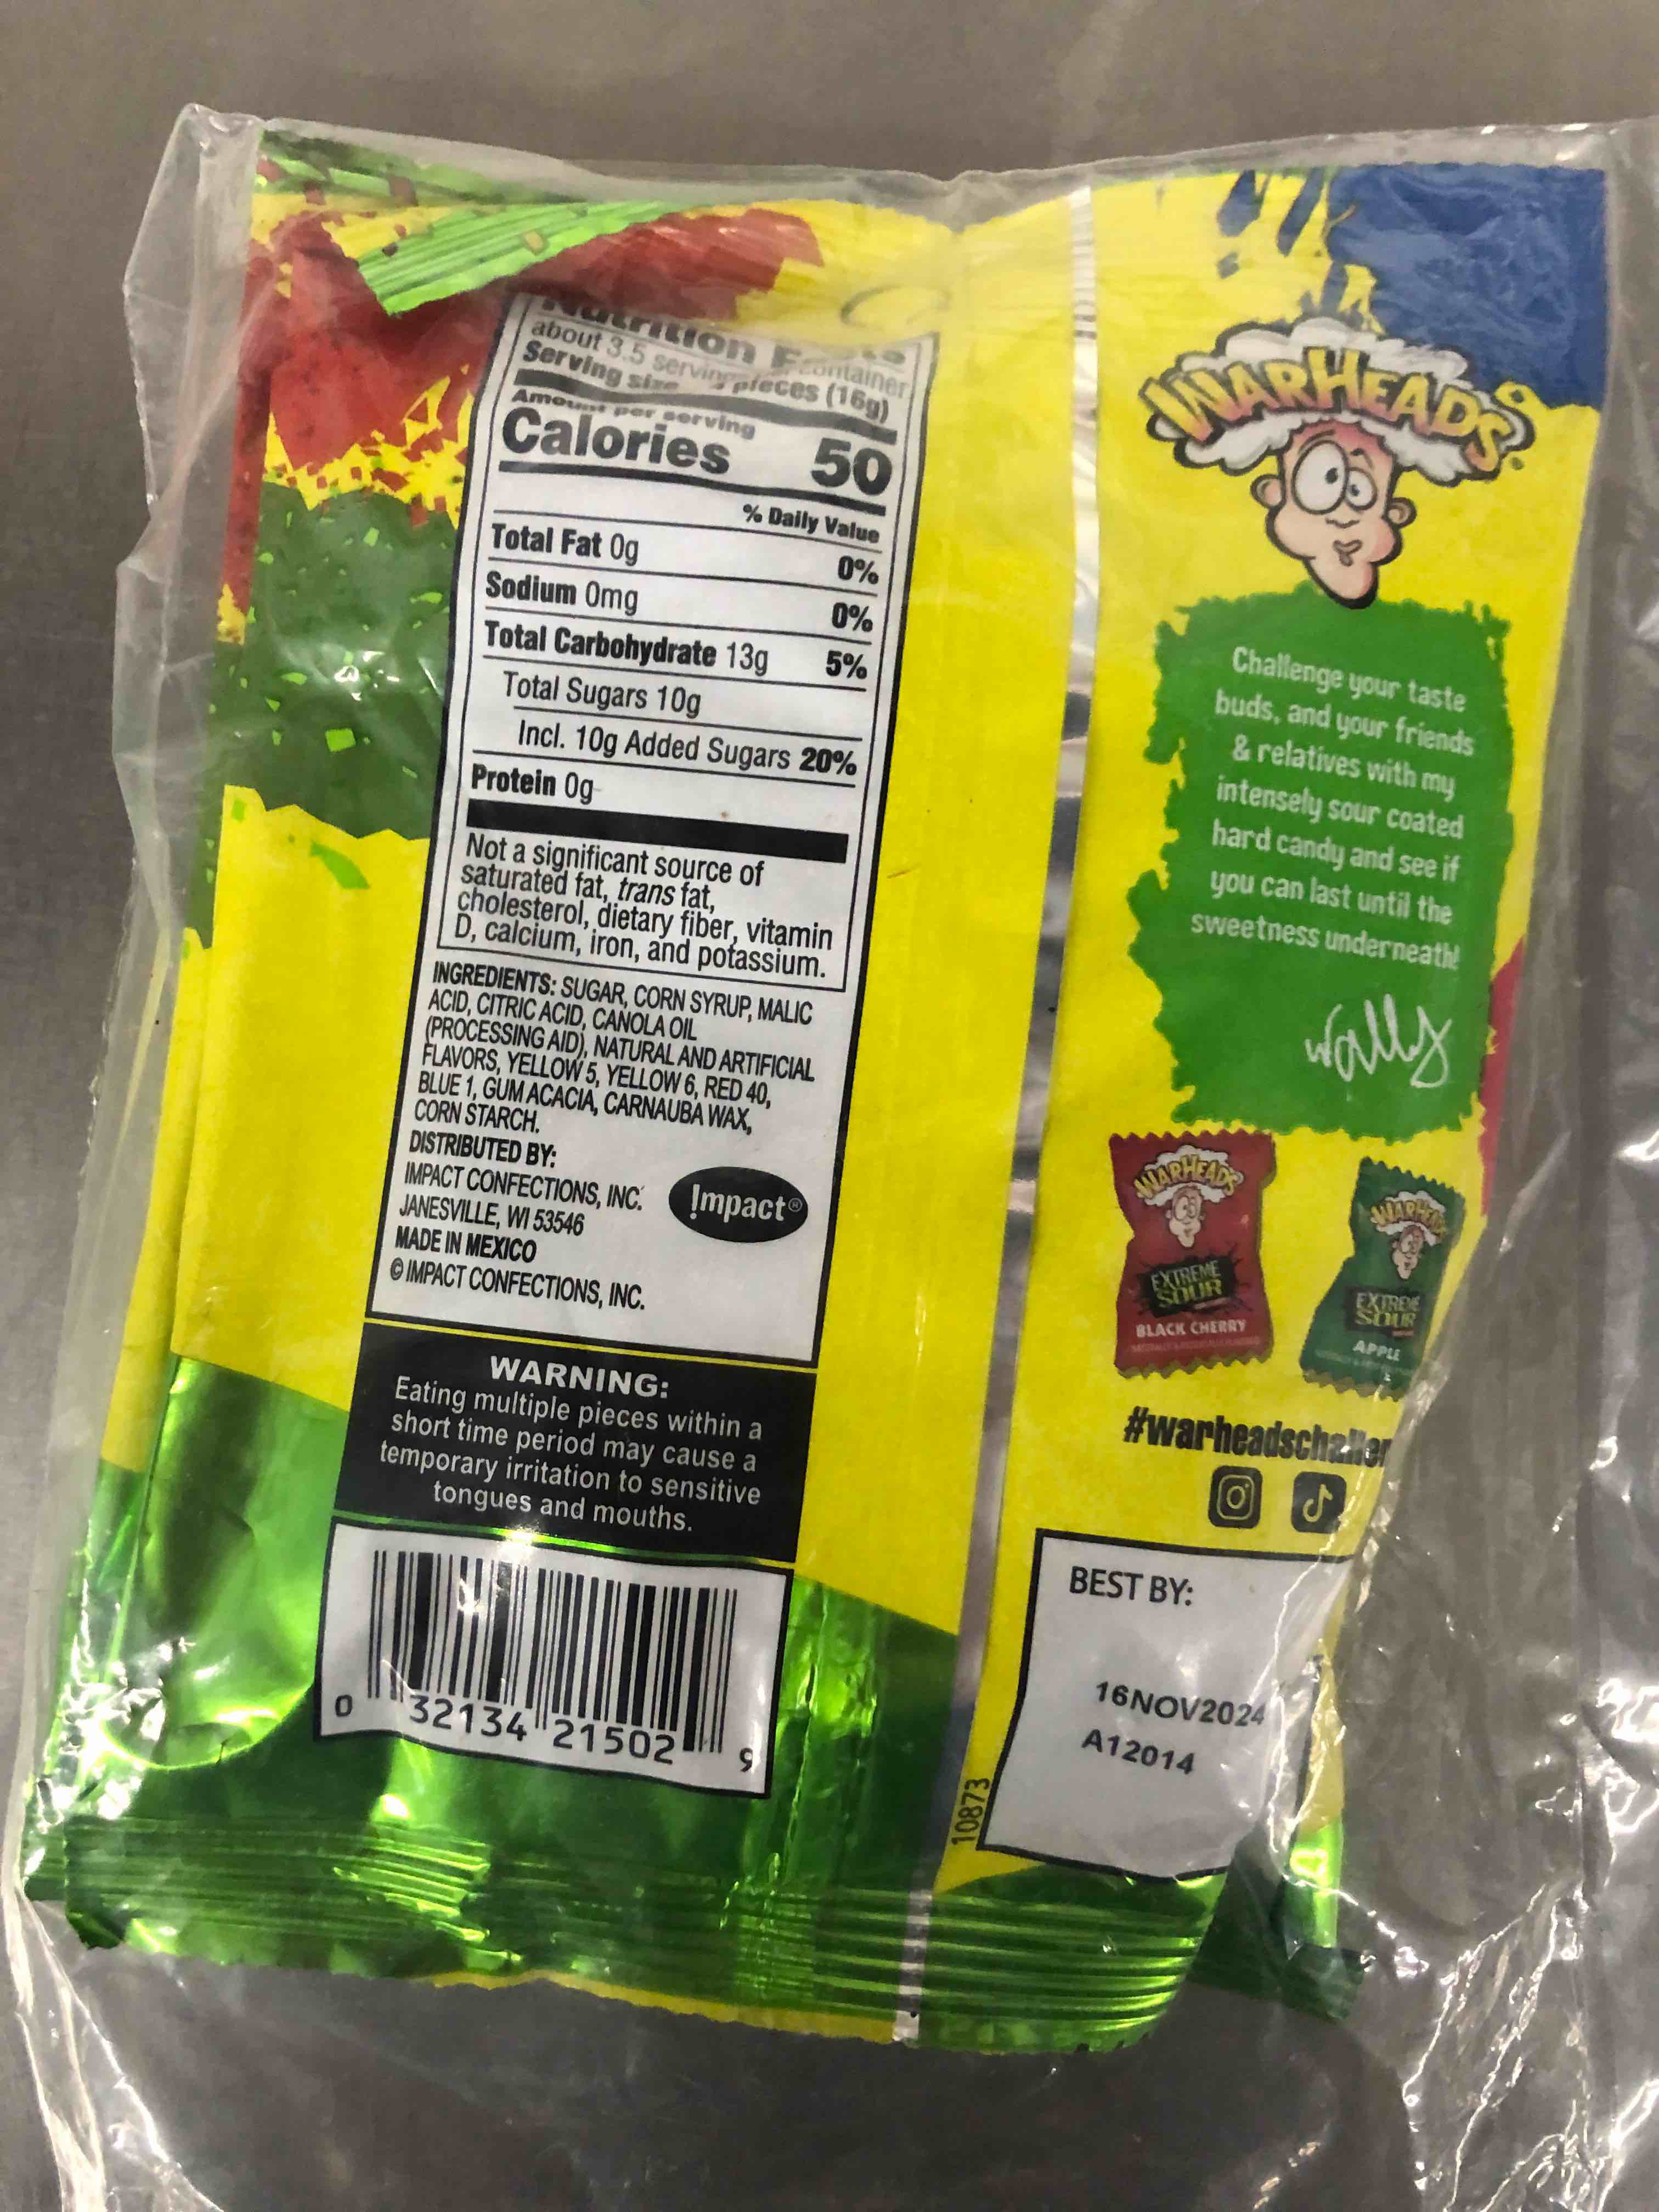 Nutrition
about 3.5 servin container
Serving size pieces (16g)
Amount per serving
Calories 50
% Daily Value
Total Fat 0g 0%
Sodium 0mg 0%
Total Carbohydrate 13g 5%
Total Sugars 10g
Incl. 10g Added Sugars 20%
Protein 0g
Not a significant source of
saturated fat, trans fat,
cholesterol, dietary fiber, vitamin
D, calcium, iron, and potassium.
INGREDIENTS: SUGAR, CORN SYRUP, MALIC
ACID, CITRIC ACID, CANOLA OIL
(PROCESSING AID), NATURAL AND ARTIFICIAL
FLAVORS, YELLOW 5, YELLOW 6, RED 40,
BLUE 1, GUM ACACIA, CARNAUBA WAX,
CORN STARCH.
DISTRIBUTED BY:
IMPACT CONFECTIONS, INC.
JANESVILLE, WI 53546
MADE IN MEXICO
© IMPACT CONFECTIONS, INC.
Impact®
WARNING:
Eating multiple pieces within a
short time period may cause a
temporary irritation to sensitive
tongues and mouths.
0 32134 21502 9
WARHEADS
Challenge your taste
buds, and your friends
& relatives with my
intensely sour coated
hard candy and see if
you can last until the
sweetness underneath!
Wally
WARHEADS
EXTREME
SOUR
BLACK CHERRY
WARHEADS
EXTREME
SOUR
APPLE
#warheadschallen
BEST BY:
16NOV2024
A12014
10873